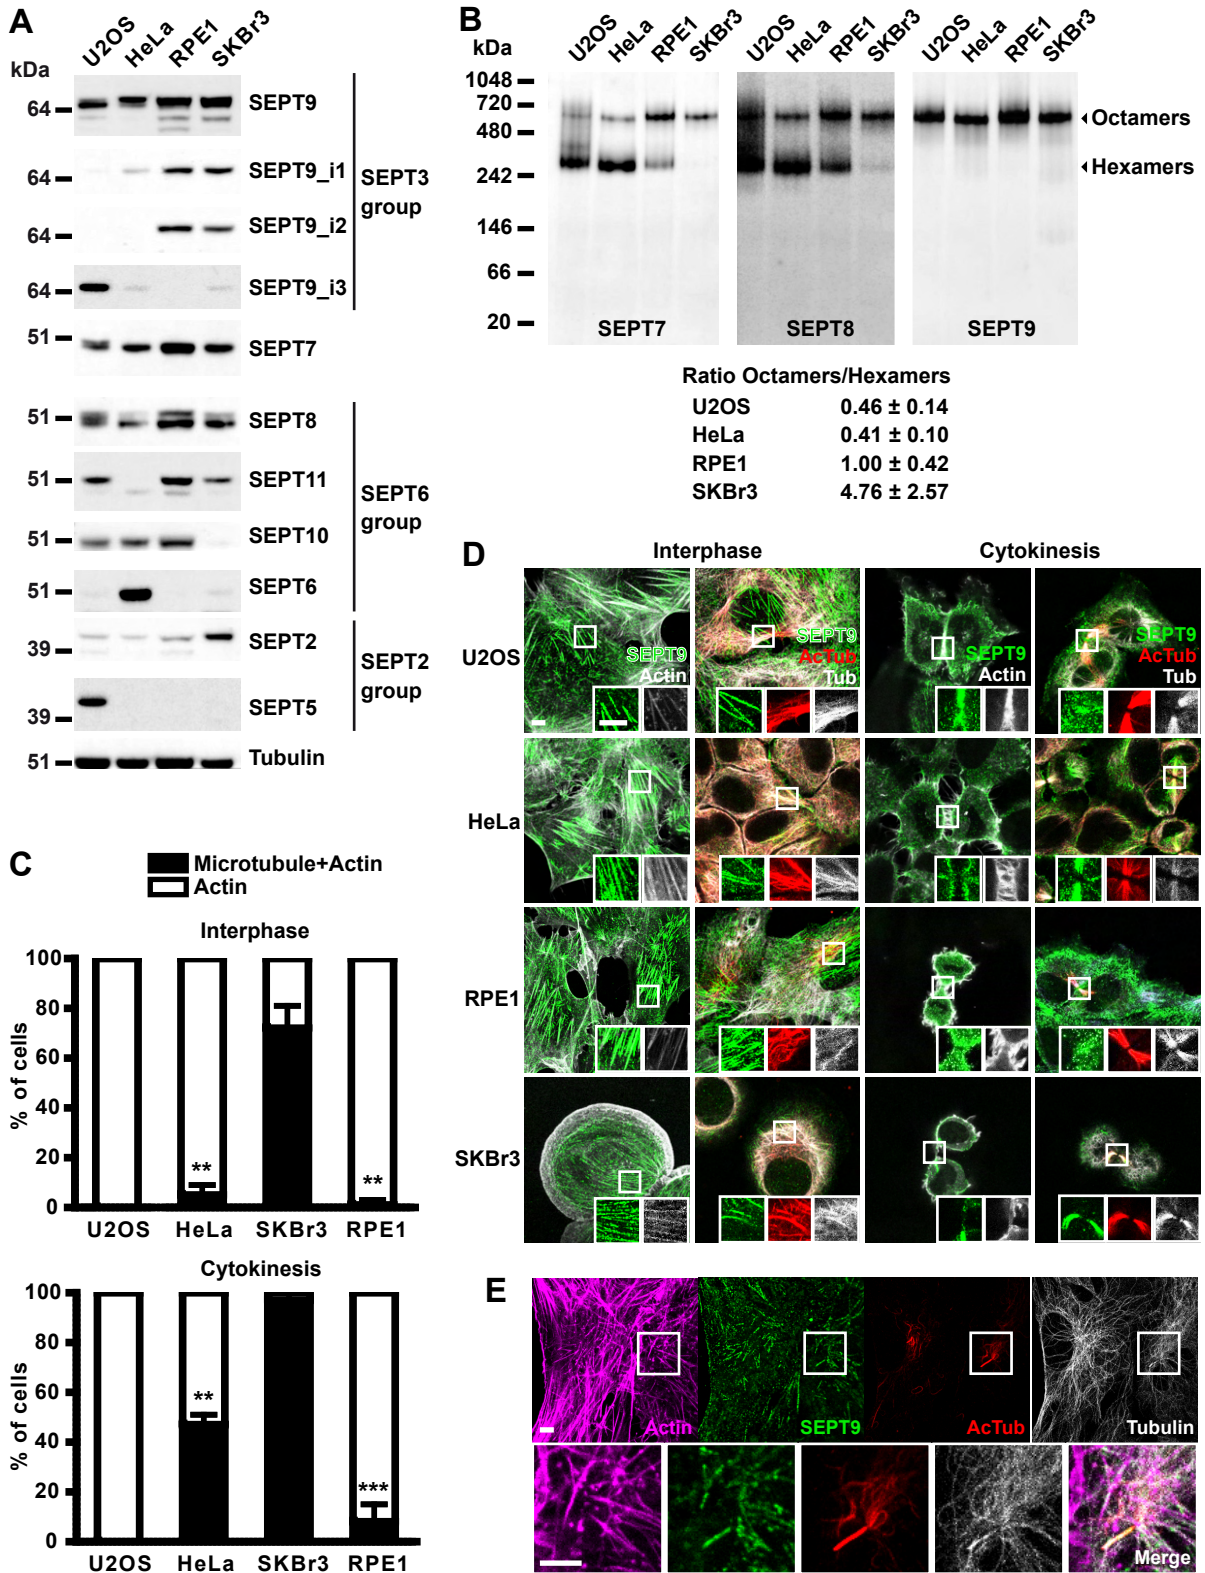 A
U2OS
HeLa
RPE1
SKBr3
kDa
64
SEPT9
64
SEPT9_i1
64
SEPT9_i2
64
SEPT9_i3
SEPT3
group
51
SEPT7
51
SEPT8
51
SEPT11
51
SEPT10
51
SEPT6
SEPT6
group
39
SEPT2
39
SEPT5
SEPT2
group
51
Tubulin
B
U2OS
HeLa
RPE1
SKBr3
U2OS
HeLa
RPE1
SKBr3
U2OS
HeLa
RPE1
SKBr3
kDa
1048
720
480
242
146
66
20
SEPT7
SEPT8
SEPT9
Octamers
Hexamers
Ratio Octamers/Hexamers
U2OS 0.46 ± 0.14
HeLa 0.41 ± 0.10
RPE1 1.00 ± 0.42
SKBr3 4.76 ± 2.57
C
Microtubule+Actin
Actin
Interphase
% of cells
100
80
60
40
20
0
**
**
U2OS HeLa SKBr3 RPE1
Cytokinesis
% of cells
100
80
60
40
20
0
**
***
U2OS HeLa SKBr3 RPE1
D
Interphase
Cytokinesis
U2OS
SEPT9
Actin
SEPT9
AcTub
Tub
SEPT9
Actin
SEPT9
AcTub
Tub
HeLa
RPE1
SKBr3
E
Actin
SEPT9
AcTub
Tubulin
Merge